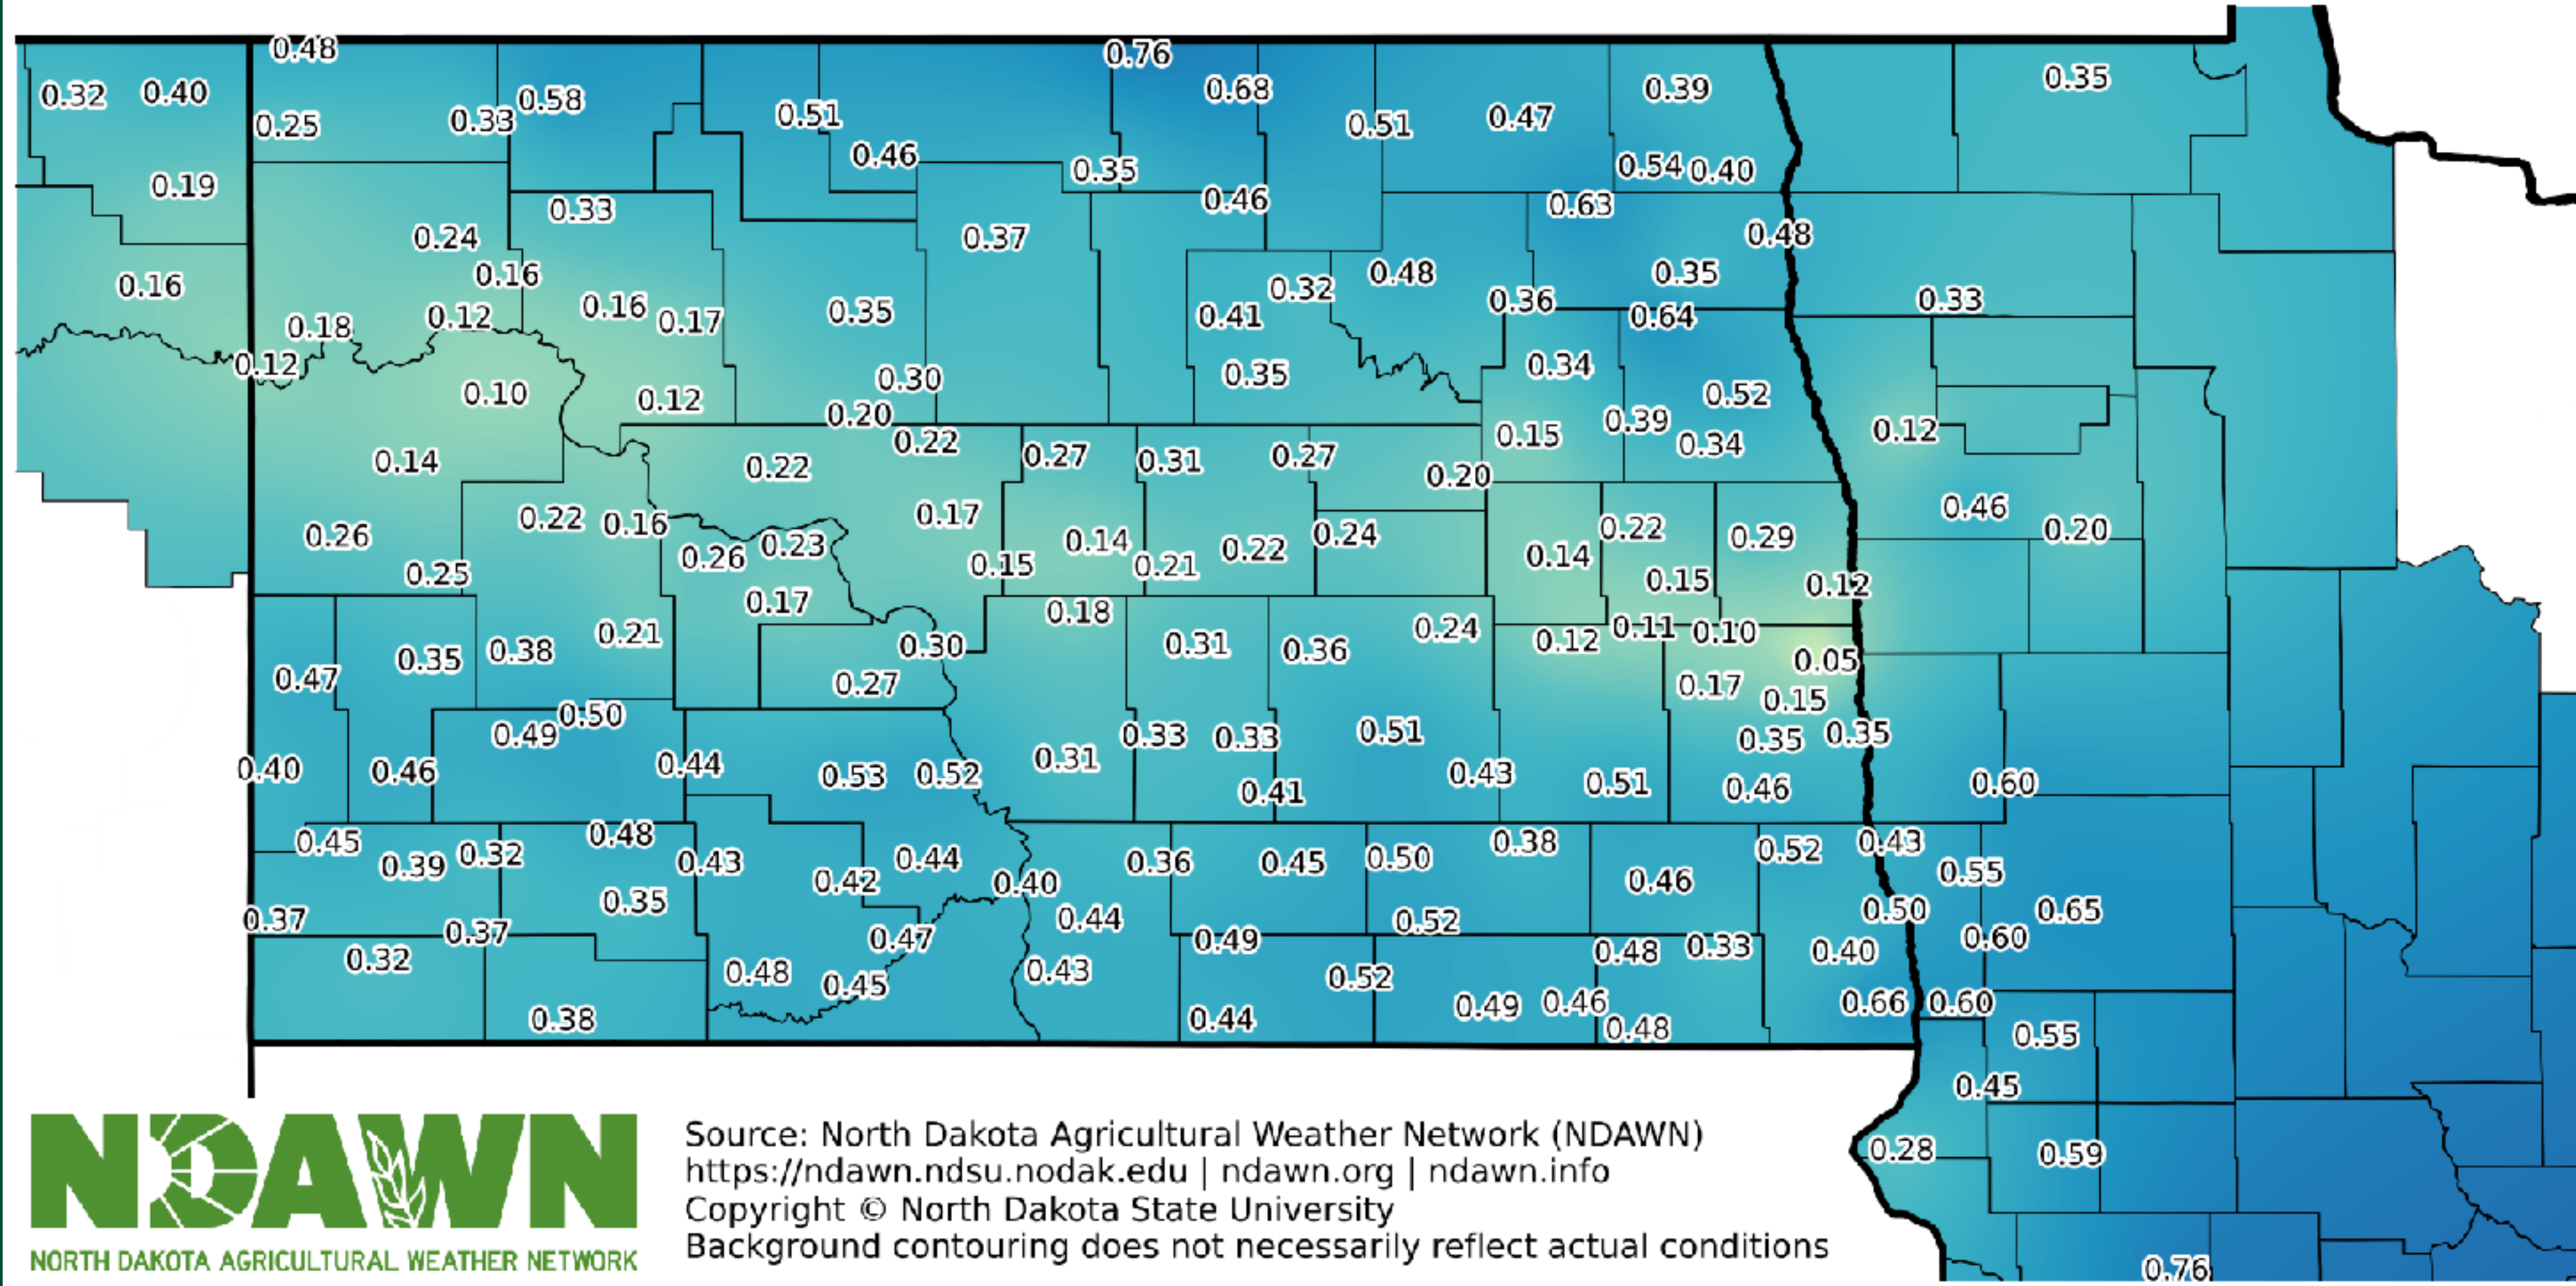 0.48
0.76
0.32 0.40 0.58 0.68 0.39 0.35
0.25 0.33 0.51 0.51 0.47
0.46 0.35 0.54 0.40
0.19 0.33 0.46 0.63
0.24 0.37 0.48
0.16 0.16 0.32 0.48 0.35
0.18 0.12 0.16 0.17 0.35 0.41 0.36 0.64 0.33
0.12 0.30 0.35 0.34
0.10 0.12 0.20 0.52
0.14 0.22 0.22 0.27 0.31 0.27 0.20 0.15 0.39 0.34 0.12
0.26 0.22 0.16 0.17 0.24 0.22 0.29 0.46 0.20
0.25 0.26 0.23 0.15 0.14 0.21 0.22 0.14 0.15 0.12
0.17 0.18
0.47 0.35 0.38 0.21 0.30 0.31 0.36 0.24 0.12 0.11 0.10 0.05
0.27 0.17 0.15
0.49 0.50 0.33 0.33 0.51 0.35 0.35
0.40 0.46 0.44 0.53 0.52 0.31 0.41 0.43 0.51 0.46 0.60
0.45 0.39 0.32 0.48 0.43 0.44 0.36 0.45 0.50 0.38 0.52 0.43
0.35 0.42 0.40 0.46 0.55
0.37 0.37 0.47 0.44 0.49 0.52 0.50 0.65
0.32 0.48 0.45 0.43 0.52 0.48 0.33 0.40 0.60
0.38 0.44 0.49 0.46 0.48 0.66 0.60
0.55
0.45
0.28 0.59
0.76
NDAWN
NORTH DAKOTA AGRICULTURAL WEATHER NETWORK
Source: North Dakota Agricultural Weather Network (NDAWN)
https://ndawn.ndsu.nodak.edu | ndawn.org | ndawn.info
Copyright © North Dakota State University
Background contouring does not necessarily reflect actual conditions